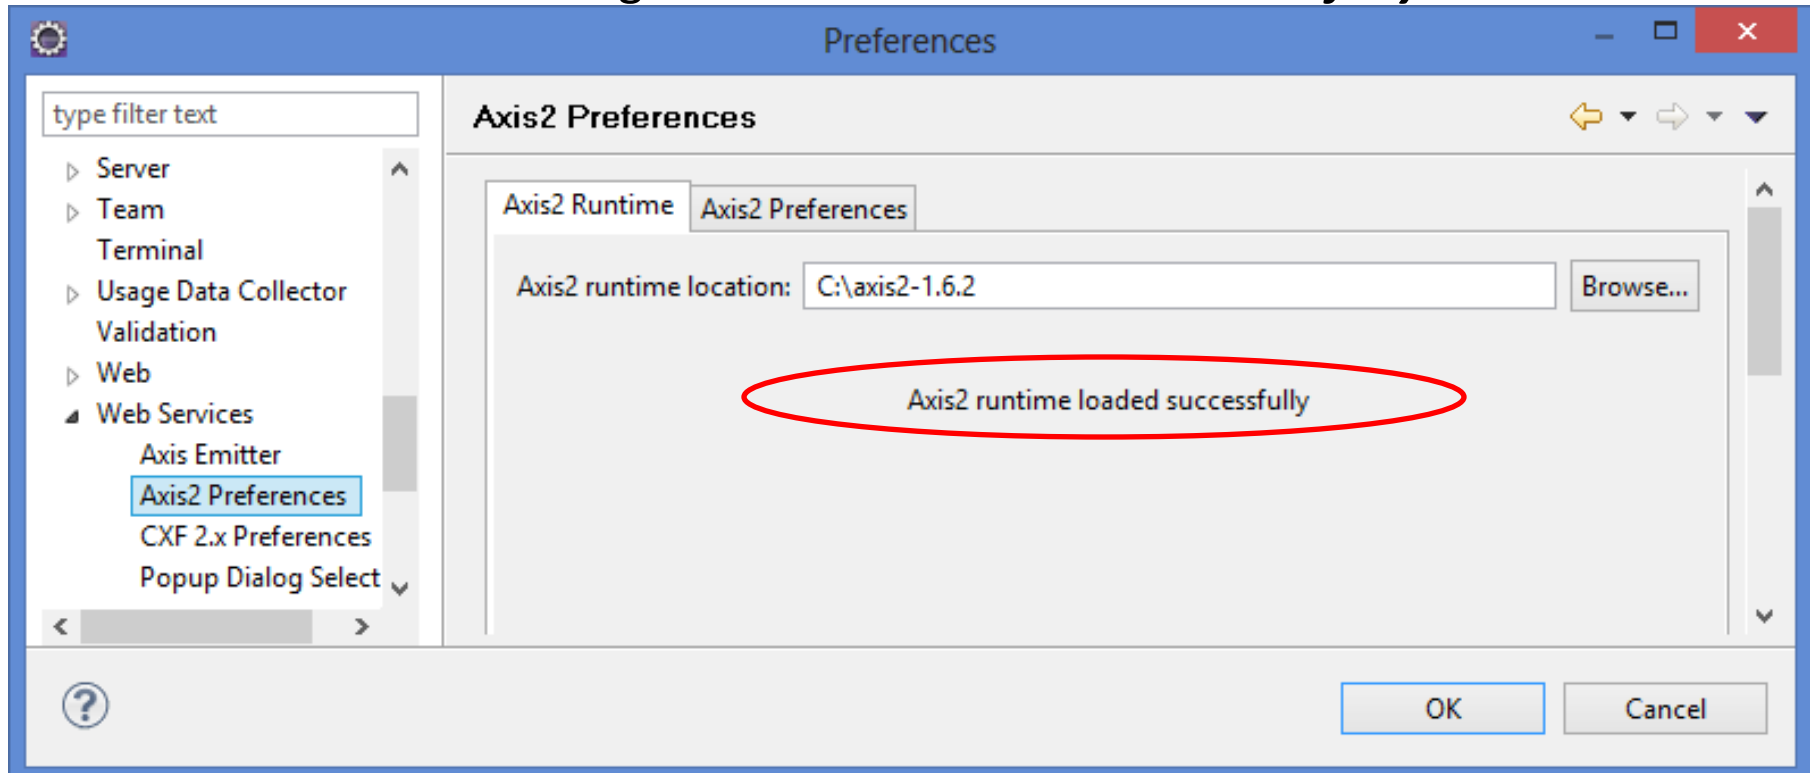 Preferences
type filter text
Server
Team
Terminal
Usage Data Collector
Validation
Web
Web Services
Axis Emitter
Axis2 Preferences
CXF 2.x Preferences
Popup Dialog Select
Axis2 Preferences
Axis2 Runtime Axis2 Preferences
Axis2 runtime location: C:\axis2-1.6.2 Browse...
Axis2 runtime loaded successfully
? OK Cancel